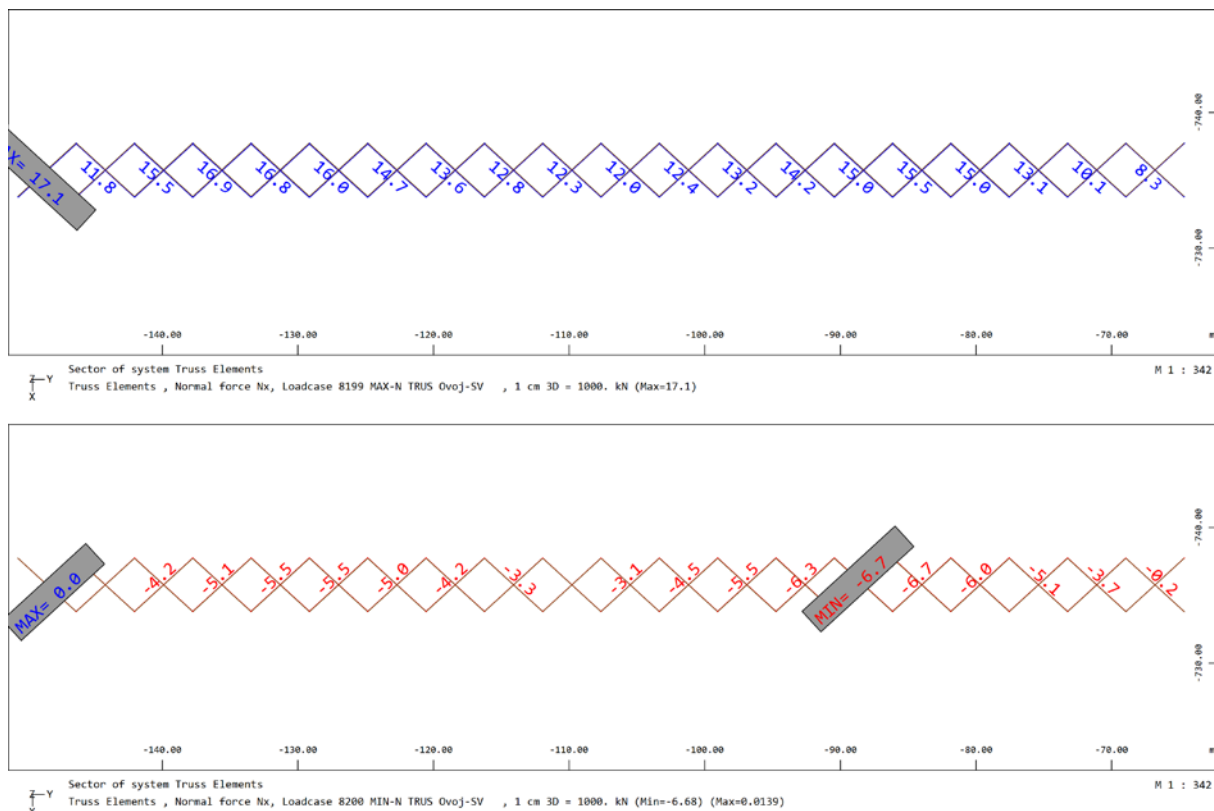 -740.00
MAX= 17.1
11.8 15.5 16.9 16.8 16.0 14.7 13.6 12.8 12.3 12.0 12.4 13.2 14.2 15.0 15.5 15.0 13.1 10.1 8.3
-730.00
-140.00 -130.00 -120.00 -110.00 -100.00 -90.00 -80.00 -70.00 m
Sector of system Truss Elements M 1 : 342
Z Y
X
Truss Elements , Normal force Nx, Loadcase 8199 MAX-N TRUS Ovoj-SV , 1 cm 3D = 1000. kN (Max=17.1)
-740.00
MAX= 0.0
-4.2 -5.1 -5.5 -5.5 -5.0 -4.2 -3.3 -3.1 -4.5 -5.5 -6.3 MIN= -6.7 -6.7 -6.0 -5.1 -3.7 -0.2
-730.00
-140.00 -130.00 -120.00 -110.00 -100.00 -90.00 -80.00 -70.00 m
Sector of system Truss Elements M 1 : 342
Z Y
X
Truss Elements , Normal force Nx, Loadcase 8200 MIN-N TRUS Ovoj-SV , 1 cm 3D = 1000. kN (Min=-6.68) (Max=0.0139)